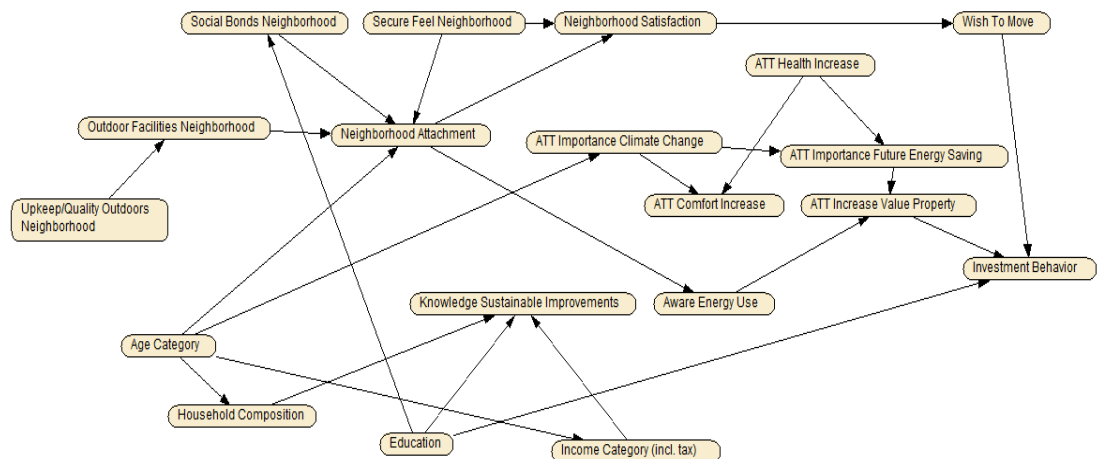 Social Bonds Neighborhood
Secure Feel Neighborhood
Neighborhood Satisfaction
Wish To Move
ATT Health Increase
Outdoor Facilities Neighborhood
Neighborhood Attachment
ATT Importance Climate Change
ATT Importance Future Energy Saving
Upkeep/Quality Outdoors
Neighborhood
ATT Comfort Increase
ATT Increase Value Property
Investment Behavior
Knowledge Sustainable Improvements
Aware Energy Use
Age Category
Household Composition
Education
Income Category (incl. tax)